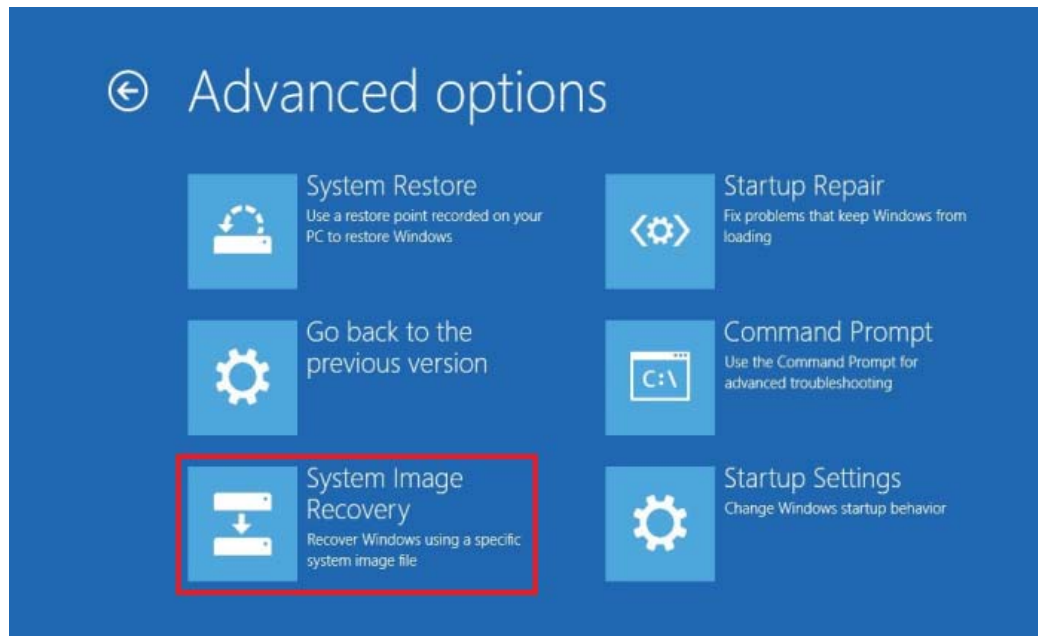 Advanced options
System Restore
Use a restore point recorded on your
PC to restore Windows
Startup Repair
Fix problems that keep Windows from
loading
Go back to the
previous version
Command Prompt
Use the Command Prompt for
advanced troubleshooting
C:\
System Image
Recovery
Recover Windows using a specific
system image file
Startup Settings
Change Windows startup behavior